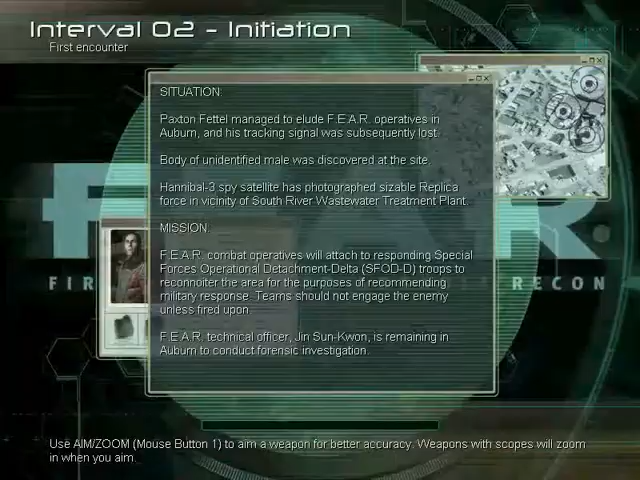 Interval 02 - Initiation
First encounter
SITUATION:
Paxton Fettel managed to elude F.E.A.R. operatives in
Auburn, and his tracking signal was subsequently lost.
Body of unidentified male was discovered at the site.
Hannibal-3 spy satellite has photographed sizable Replica
force in vicinity of South River Wastewater Treatment Plant.
MISSION:
F.E.A.R. combat operatives will attach to responding Special
Forces Operational Detachment-Delta (SFOD-D) troops to
reconnoiter the area for the purposes of recommending
military response. Teams should not engage the enemy
unless fired upon.
F.E.A.R. technical officer, Jin Sun-Kwon, is remaining in
Auburn to conduct forensic investigation.
RECON
Use AIM/ZOOM (Mouse Button 1) to aim a weapon for better accuracy. Weapons with scopes will zoom
in when you aim.